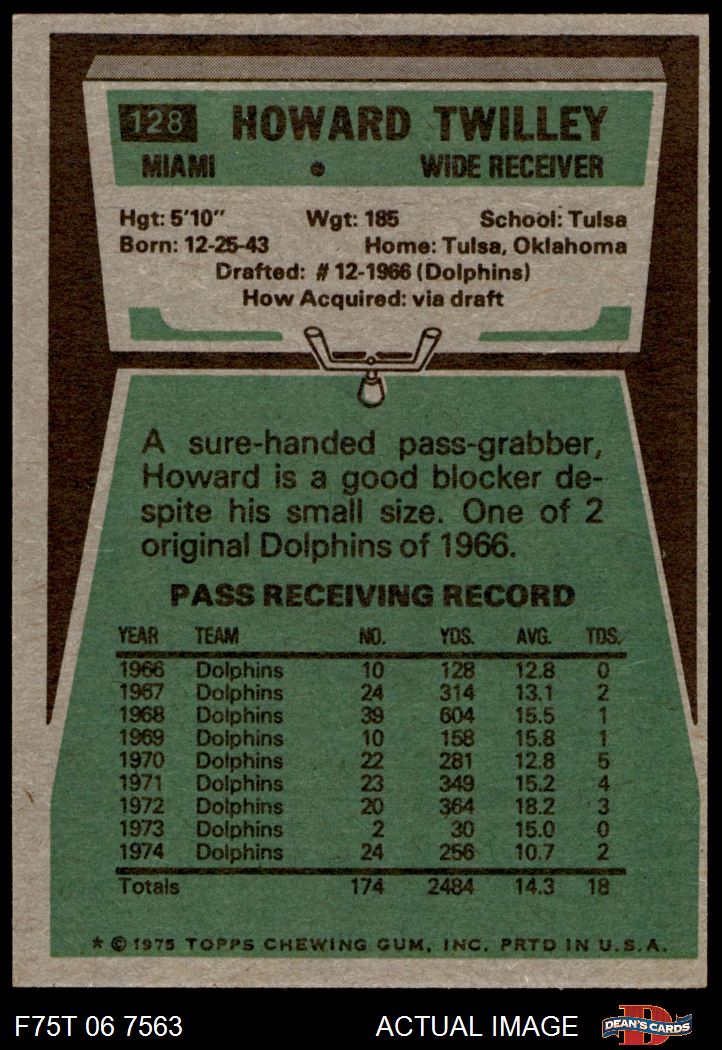 128 HOWARD TWILLEY
MIAMI • WIDE RECEIVER
Hgt: 5'10" Wgt: 185 School: Tulsa
Born: 12-25-43 Home: Tulsa, Oklahoma
Drafted: #12-1966 (Dolphins)
How Acquired: via draft
A sure-handed pass-grabber,
Howard is a good blocker de-
spite his small size. One of 2
original Dolphins of 1966.
PASS RECEIVING RECORD
YEAR TEAM NO. YDS. AVG. TDS.
1966 Dolphins 10 128 12.8 0
1967 Dolphins 24 314 13.1 2
1968 Dolphins 39 604 15.5 1
1969 Dolphins 10 158 15.8 1
1970 Dolphins 22 281 12.8 5
1971 Dolphins 23 349 15.2 4
1972 Dolphins 20 364 18.2 3
1973 Dolphins 2 30 15.0 0
1974 Dolphins 24 256 10.7 2
Totals 174 2484 14.3 18
* © 1975 TOPPS CHEWING GUM, INC. PRTD IN U.S.A.
F75T 06 7563 ACTUAL IMAGE D DEAN'S CARDS